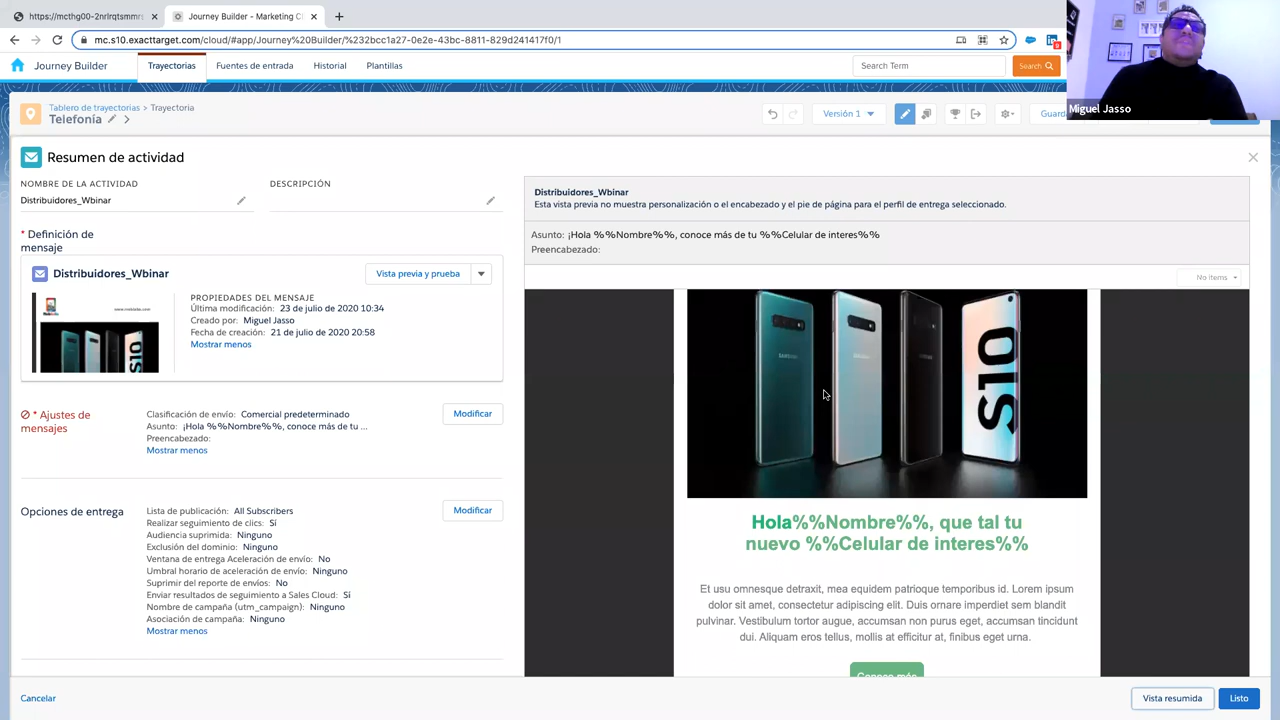 https://mcthg00-2nrlrqtsmmrs
Journey Builder - Marketing C
mc.s10.exacttarget.com/cloud/#app/Journey%20Builder/%232bcc1a27-0e2e-43bc-8811-829d241417f0/1
Journey Builder
Trayectorias
Fuentes de entrada
Historial
Plantillas
Search Term
Search
Miguel Jasso
Tablero de trayectorias > Trayectoria
Telefonía
Versión 1
Guard
Resumen de actividad
NOMBRE DE LA ACTIVIDAD
DESCRIPCIÓN
Distribuidores_Wbinar
* Definición de
mensaje
Distribuidores_Wbinar
Vista previa y prueba
PROPIEDADES DEL MENSAJE
Última modificación: 23 de julio de 2020 10:34
Creado por: Miguel Jasso
Fecha de creación: 21 de julio de 2020 20:58
Mostrar menos
S10
* Ajustes de
mensajes
Clasificación de envío: Comercial predeterminado
Asunto: ¡Hola %%Nombre%%, conoce más de tu ...
Preencabezado:
Mostrar menos
Modificar
Opciones de entrega
Lista de publicación: All Subscribers
Realizar seguimiento de clics: Sí
Audiencia suprimida: Ninguno
Exclusión del dominio: Ninguno
Ventana de entrega Aceleración de envío: No
Umbral horario de aceleración de envío: Ninguno
Suprimir del reporte de envíos: No
Enviar resultados de seguimiento a Sales Cloud: Sí
Nombre de campaña (utm_campaign): Ninguno
Asociación de campaña: Ninguno
Mostrar menos
Modificar
Distribuidores_Wbinar
Esta vista previa no muestra personalización o el encabezado y el pie de página para el perfil de entrega seleccionado.
Asunto: ¡Hola %%Nombre%%, conoce más de tu %%Celular de interes%%
Preencabezado:
No items
SAMSUNG
SAMSUNG
S10
Hola%%Nombre%%, que tal tu
nuevo %%Celular de interes%%
Et usu omnesque detraxit, mea equidem patrioque temporibus id. Lorem ipsum
dolor sit amet, consectetur adipiscing elit. Duis ornare imperdiet sem blandit
pulvinar. Vestibulum tortor augue, accumsan non purus eget, accumsan tincidunt
dui. Aliquam eros tellus, mollis at efficitur at, finibus eget urna.
Conoce más
Cancelar
Vista resumida
Listo